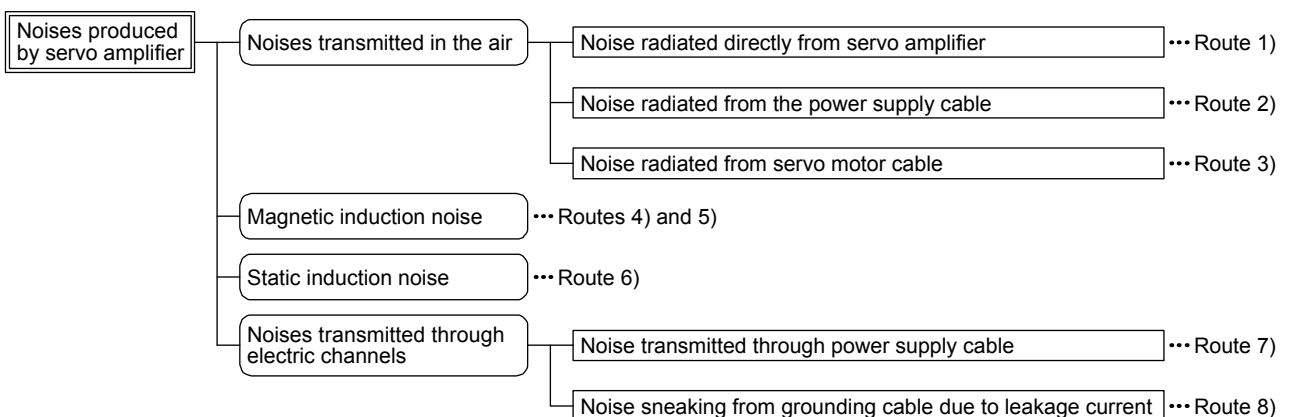 Noises produced
by servo amplifier
Noises transmitted in the air
Noise radiated directly from servo amplifier
··· Route 1)
Noise radiated from the power supply cable
··· Route 2)
Noise radiated from servo motor cable
··· Route 3)
Magnetic induction noise
··· Routes 4) and 5)
Static induction noise
··· Route 6)
Noises transmitted through
electric channels
Noise transmitted through power supply cable
··· Route 7)
Noise sneaking from grounding cable due to leakage current
··· Route 8)